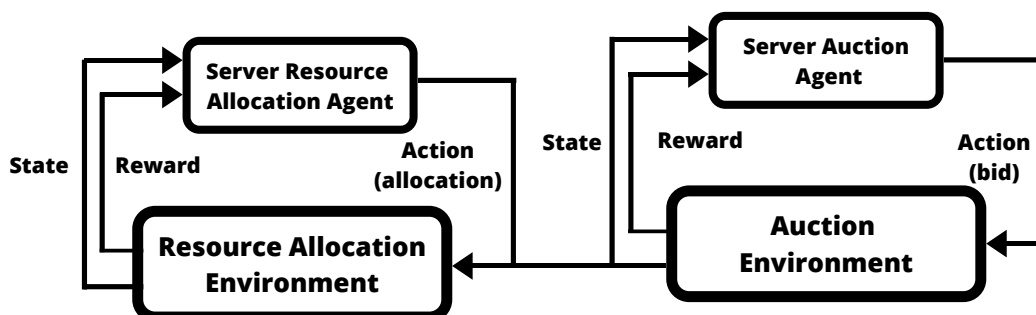 Server Resource
Allocation Agent
State
Reward
Action
(allocation)
Resource Allocation
Environment
Server Auction
Agent
State
Reward
Action
(bid)
Auction
Environment